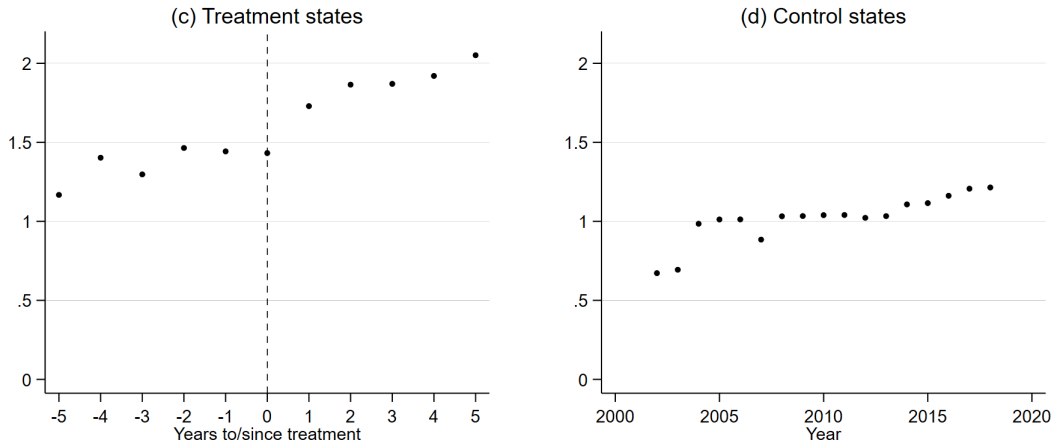 (c) Treatment states
2
1.5
1
.5
0
-5 -4 -3 -2 -1 0 1 2 3 4 5
Years to/since treatment
(d) Control states
2
1.5
1
.5
0
2000 2005 2010 2015 2020
Year